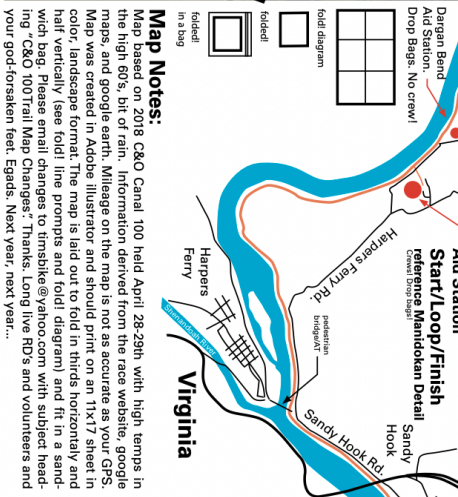 Dargan Bend
Aid Station.
Drop Bags. No crew!
fold! diagram
folded!
folded!
in a bag
Start/Loop/Finish
reference Manidokan Detail
Crews! Drop bags!
Harpers Ferry Rd.
Harpers
Ferry
pedestrian
bridge/AT
Sandy
Hook
Sandy Hook Rd.
Shenandoah River
Virginia
Map Notes:
Map based on 2018 C&O Canal 100 held April 28-29th with high temps in
the high 60's, bit of rain. Information derived from the race website, google
maps, and google earth. Mileage on the map is not as accurate as your GPS.
Map was created in Adobe illustrator and should print on an 11x17 sheet in
color, landscape format. The map is laid out to fold in thirds horizontally and
half vertically (see fold! line prompts and fold! diagram) and fit in a sand-
wich bag. Please email changes to timsbike@yahoo.com with subject head-
ing "C&O 100 Trail Map Changes." Thanks. Long live RD's and volunteers and
your god-forsaken feet. Egads. Next year, next year...